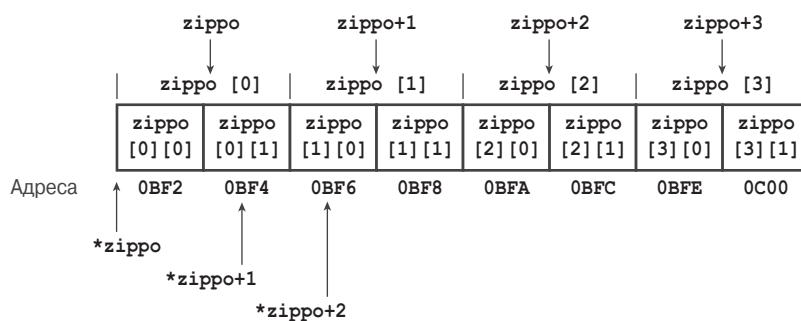 zippo zippo+1 zippo+2 zippo+3
zippo [0] zippo [1] zippo [2] zippo [3]
zippo zippo zippo zippo zippo zippo zippo zippo
[0][0] [0][1] [1][0] [1][1] [2][0] [2][1] [3][0] [3][1]
Адреса 0BF2 0BF4 0BF6 0BF8 0BFA 0BFC 0BFE 0C00
*zippo
*zippo+1
*zippo+2